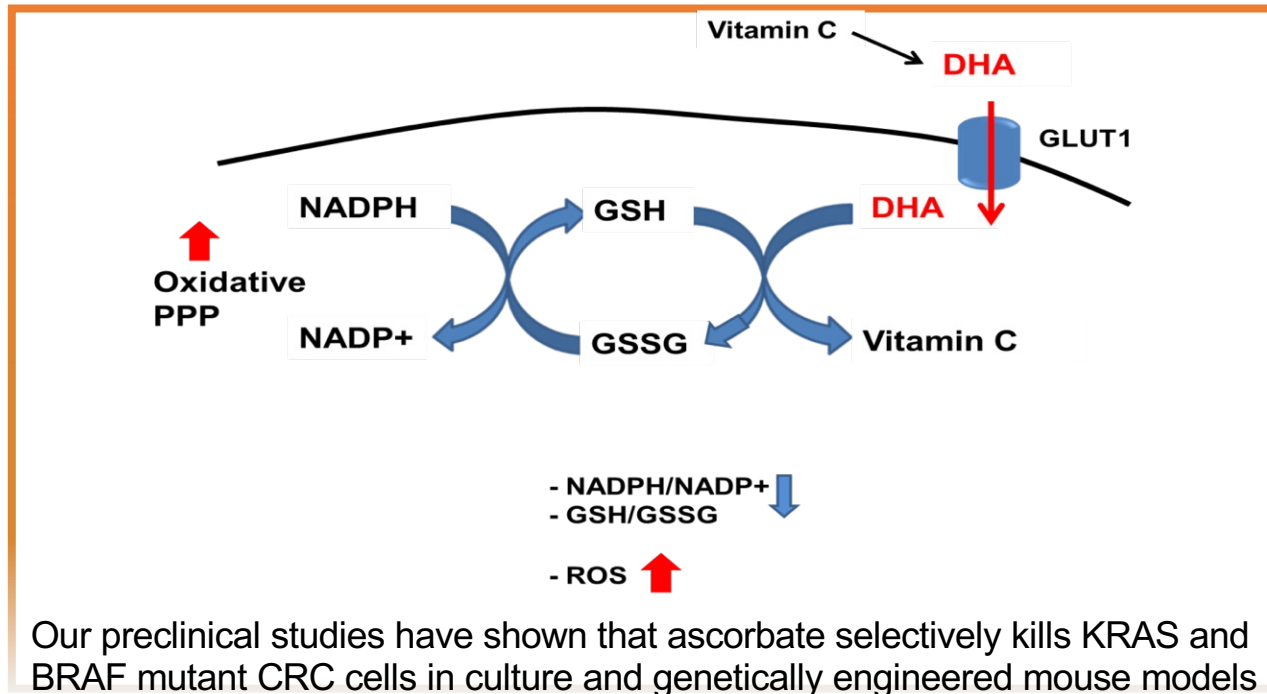 Vitamin C
DHA
GLUT1
NADPH
GSH
DHA
Oxidative
PPP
NADP+
GSSG
Vitamin C
- NADPH/NADP+
- GSH/GSSG
- ROS
Our preclinical studies have shown that ascorbate selectively kills KRAS and
BRAF mutant CRC cells in culture and genetically engineered mouse models